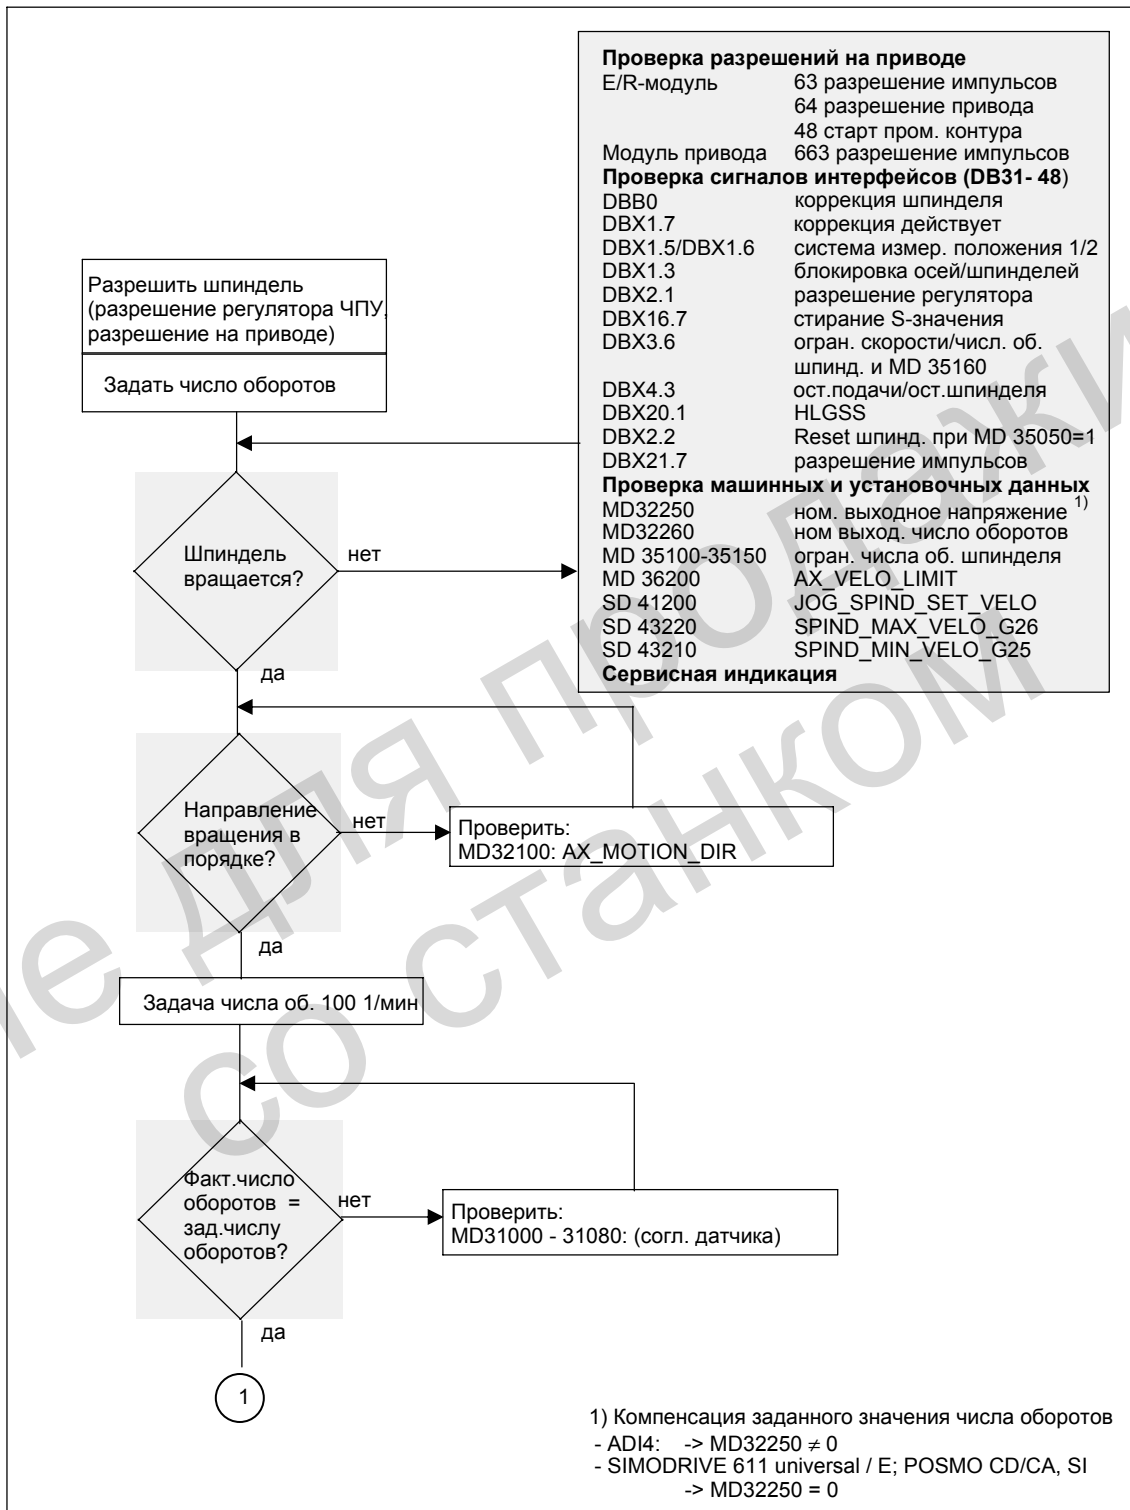 Проверка разрешений на приводе
E/R-модуль 63 разрешение импульсов
64 разрешение привода
48 старт пром. контура
Модуль привода 663 разрешение импульсов
Проверка сигналов интерфейсов (DB31- 48)
DBB0 коррекция шпинделя
DBX1.7 коррекция действует
DBX1.5/DBX1.6 система измер. положения 1/2
DBX1.3 блокировка осей/шпинделей
DBX2.1 разрешение регулятора
DBX16.7 стирание S-значения
DBX3.6 огран. скорости/числ. об.
шпинд. и MD 35160
DBX4.3 ост.подачи/ост.шпинделя
DBX20.1 HLGSS
DBX2.2 Reset шпинд. при MD 35050=1
DBX21.7 разрешение импульсов
Проверка машинных и установочных данных
MD32250 ном. выходное напряжение 1)
MD32260 ном выход. число оборотов
MD 35100-35150 огран. числа об. шпинделя
MD 36200 AX_VELO_LIMIT
SD 41200 JOG_SPIND_SET_VELO
SD 43220 SPIND_MAX_VELO_G26
SD 43210 SPIND_MIN_VELO_G25
Сервисная индикация
Разрешить шпиндель
(разрешение регулятора ЧПУ,
разрешение на приводе)
Задать число оборотов
Шпиндель
вращается?
нет
да
Направление
вращения в
порядке?
нет
Проверить:
MD32100: AX_MOTION_DIR
да
Задача числа об. 100 1/мин
Факт.число
оборотов =
зад.числу
оборотов?
нет
Проверить:
MD31000 - 31080: (согл. датчика)
да
1
1) Компенсация заданного значения числа оборотов
- ADI4: -> MD32250 ≠ 0
- SIMODRIVE 611 universal / E; POSMO CD/CA, SI
-> MD32250 = 0
не для продажи
со станком